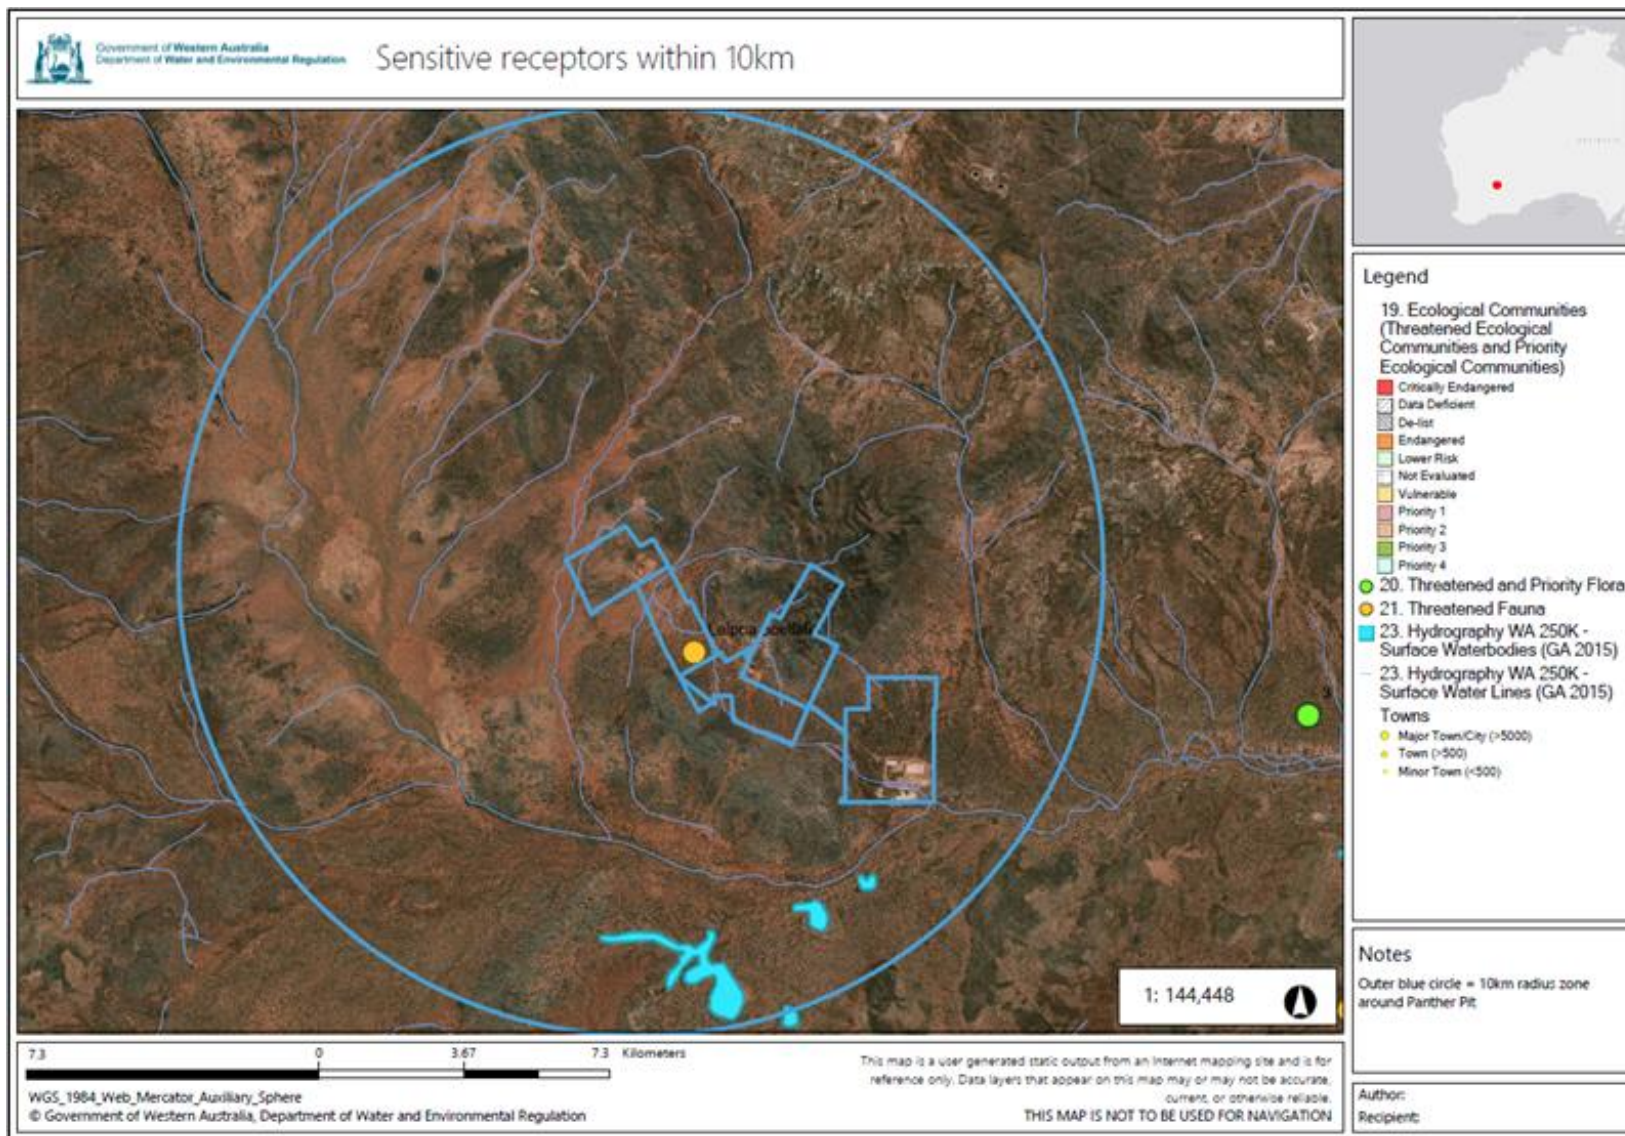 Government of Western Australia
Department of Water and Environmental Regulation
Sensitive receptors within 10km
Legend
19. Ecological Communities
(Threatened Ecological
Communities and Priority
Ecological Communities)
Critically Endangered
Data Deficient
De-list
Endangered
Lower Risk
Not Evaluated
Vulnerable
Priority 1
Priority 2
Priority 3
Priority 4
20. Threatened and Priority Flora
21. Threatened Fauna
23. Hydrography WA 250K -
Surface Waterbodies (GA 2015)
23. Hydrography WA 250K -
Surface Water Lines (GA 2015)
Towns
Major Town/City (>5000)
Town (>500)
Minor Town (<500)
3
1: 144,448
Notes
Outer blue circle = 10km radius zone
around Panther Pit
7.3
0
3.67
7.3
Kilometers
WGS_1984_Web_Mercator_Auxiliary_Sphere
© Government of Western Australia, Department of Water and Environmental Regulation
This map is a user generated static output from an Internet mapping site and is for
reference only. Data layers that appear on this map may or may not be accurate,
current, or otherwise reliable.
THIS MAP IS NOT TO BE USED FOR NAVIGATION
Author:
Recipient: